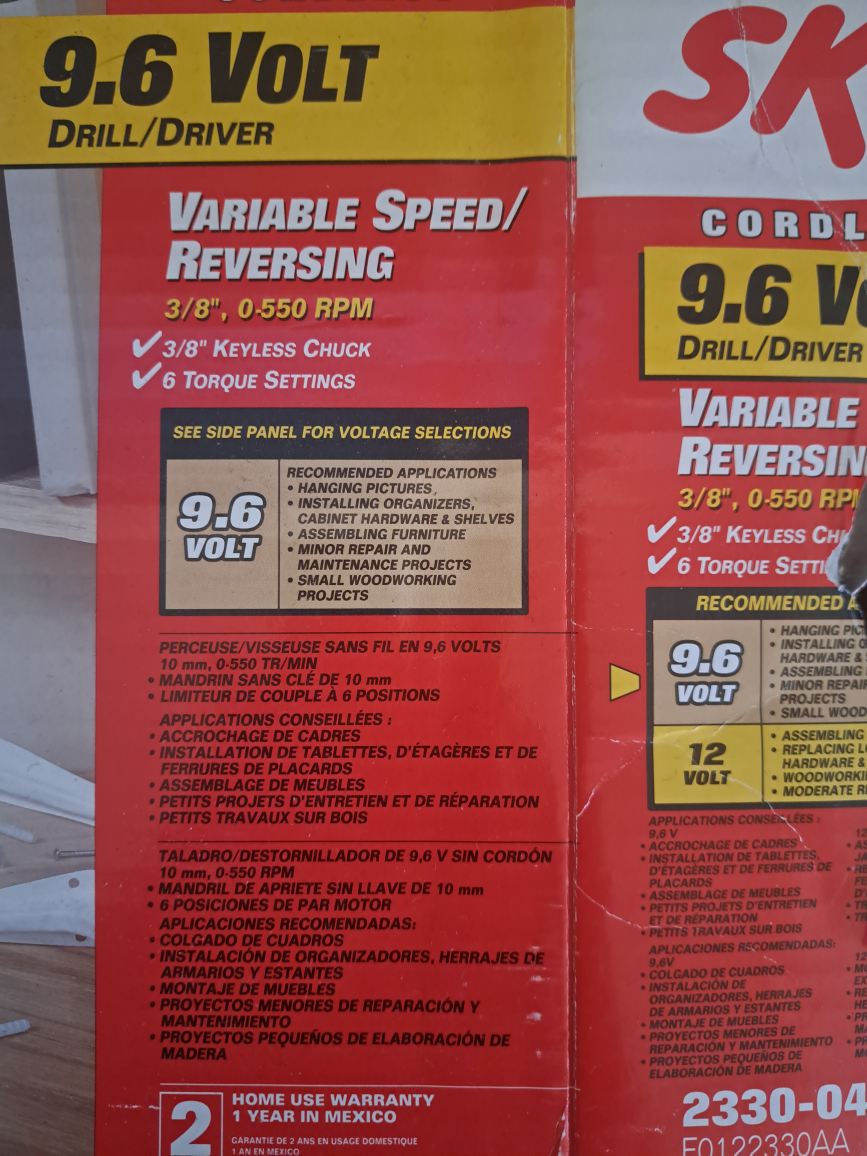 9.6 VOLT
DRILL/DRIVER
VARIABLE SPEED/
REVERSING
3/8", 0-550 RPM
3/8" KEYLESS CHUCK
6 TORQUE SETTINGS
SEE SIDE PANEL FOR VOLTAGE SELECTIONS
9.6
VOLT
RECOMMENDED APPLICATIONS
• HANGING PICTURES
• INSTALLING ORGANIZERS,
CABINET HARDWARE & SHELVES
• ASSEMBLING FURNITURE
• MINOR REPAIR AND
MAINTENANCE PROJECTS
• SMALL WOODWORKING
PROJECTS
PERCEUSE/VISSEUSE SANS FIL EN 9,6 VOLTS
10 mm, 0-550 TR/MIN
• MANDRIN SANS CLÉ DE 10 mm
• LIMITEUR DE COUPLE À 6 POSITIONS
APPLICATIONS CONSEILLÉES :
• ACCROCHAGE DE CADRES
• INSTALLATION DE TABLETTES, D'ÉTAGÈRES ET DE
FERRURES DE PLACARDS
• ASSEMBLAGE DE MEUBLES
• PETITS PROJETS D'ENTRETIEN ET DE RÉPARATION
• PETITS TRAVAUX SUR BOIS
TALADRO/DESTORNILLADOR DE 9,6 V SIN CORDÓN
10 mm, 0-550 RPM
• MANDRIL DE APRIETE SIN LLAVE DE 10 mm
• 6 POSICIONES DE PAR MOTOR
APLICACIONES RECOMENDADAS:
• COLGADO DE CUADROS
• INSTALACIÓN DE ORGANIZADORES, HERRAJES DE
ARMARIOS Y ESTANTES
• MONTAJE DE MUEBLES
• PROYECTOS MENORES DE REPARACIÓN Y
MANTENIMIENTO
• PROYECTOS PEQUEÑOS DE ELABORACIÓN DE
MADERA
2
HOME USE WARRANTY
1 YEAR IN MEXICO
GARANTIE DE 2 ANS EN USAGE DOMESTIQUE
1 AN EN MEXICO
SK
CORDL
9.6 VO
DRILL/DRIVER
VARIABLE
REVERSIN
3/8", 0-550 RP
3/8" KEYLESS CH
6 TORQUE SETTI
RECOMMENDED A
9.6
VOLT
• HANGING PIC
• INSTALLING O
HARDWARE &
• ASSEMBLING
• MINOR REPAI
PROJECTS
• SMALL WOOD
12
VOLT
• ASSEMBLING
• REPLACING L
HARDWARE &
• WOODWORKI
• MODERATE R
APPLICATIONS CONSEILLÉES :
9,6 V
• ACCROCHAGE DE CADRES
• INSTALLATION DE TABLETTES,
D'ÉTAGÈRES ET DE FERRURES DE
PLACARDS
• ASSEMBLAGE DE MEUBLES
• PETITS PROJETS D'ENTRETIEN
ET DE RÉPARATION
• PETITS TRAVAUX SUR BOIS
APLICACIONES RECOMENDADAS:
9,6V
• COLGADO DE CUADROS
• INSTALACIÓN DE
ORGANIZADORES, HERRAJES
DE ARMARIOS Y ESTANTES
• MONTAJE DE MUEBLES
• PROYECTOS MENORES DE
REPARACIÓN Y MANTENIMIENTO
• PROYECTOS PEQUEÑOS DE
ELABORACIÓN DE MADERA
2330-04
F0122330AA